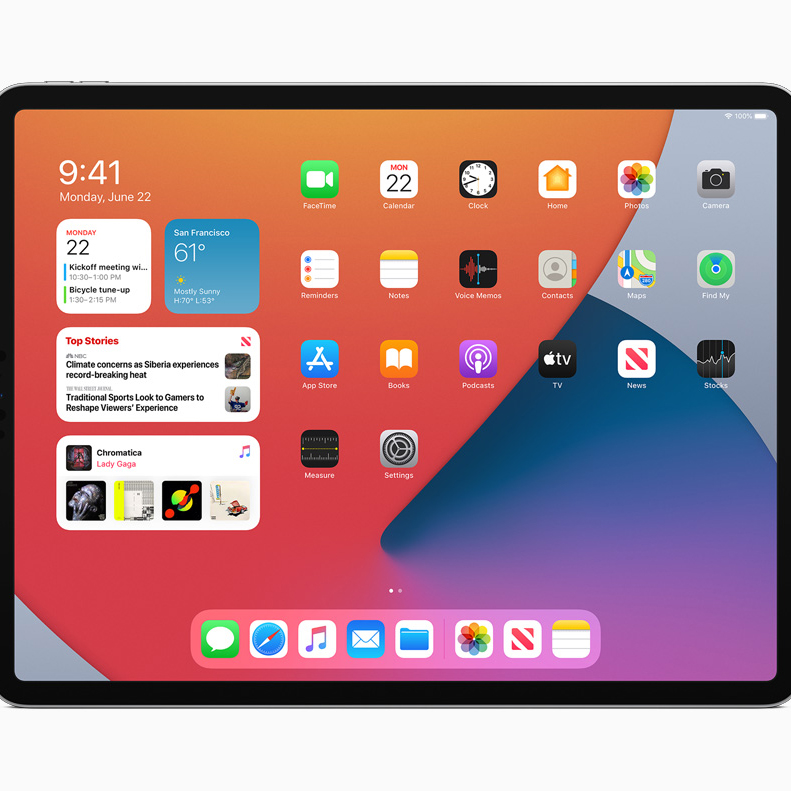 100%
9:41
Monday, June 22
MONDAY
22
Kickoff meeting wi...
10:30–1:00 PM
Bicycle tune-up
1:30–2:15 PM
San Francisco
61°
Mostly Sunny
H:70° L:53°
MON
22
FaceTime
Calendar
Clock
Home
Photos
Camera
Reminders
Notes
Voice Memos
Contacts
Maps
Find My
Top Stories
NBC
Climate concerns as Siberia experiences
record-breaking heat
THE WALL STREET JOURNAL
Traditional Sports Look to Gamers to
Reshape Viewers’ Experience
tv
App Store
Books
Podcasts
TV
News
Stocks
Chromatica
Lady Gaga
Measure
Settings